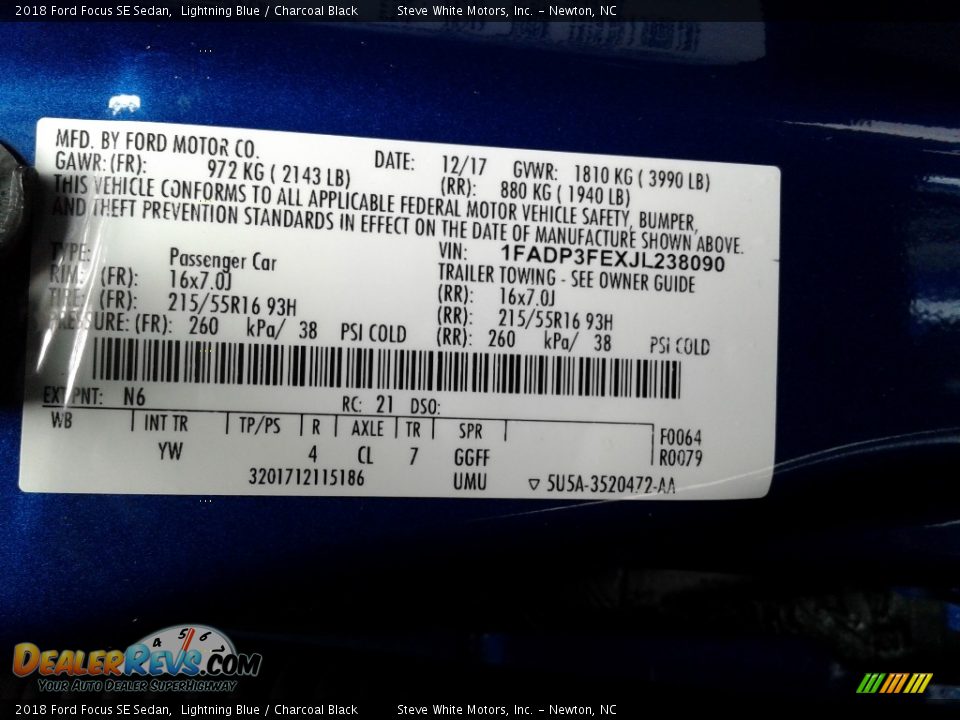 2018 Ford Focus SE Sedan,  Lightning Blue / Charcoal Black          Steve White Motors, Inc. – Newton, NC
MFD. BY FORD MOTOR CO.   DATE:   12/17   GVWR:  1810 KG ( 3990 LB)
GAWR: (FR):   972 KG ( 2143 LB)   (RR):   880 KG ( 1940 LB)
THIS VEHICLE CONFORMS TO ALL APPLICABLE FEDERAL MOTOR VEHICLE SAFETY, BUMPER,
AND THEFT PREVENTION STANDARDS IN EFFECT ON THE DATE OF MANUFACTURE SHOWN ABOVE.
TYPE:   Passenger Car   VIN:   1FADP3FEXJL238090
TRAILER TOWING - SEE OWNER GUIDE
RIM:   (FR):   16x7.0J   (RR):   16x7.0J
TIRE:   (FR):   215/55R16 93H   (RR):   215/55R16 93H
PRESSURE: (FR):   260   kPa/   38   PSI COLD   (RR):   260   kPa/   38   PSI COLD
EXT PNT:   N6   RC:   21   DSO:
WB   INT TR   TP/PS   R   AXLE   TR   SPR   F0064
YW   4   CL   7   GGFF   R0079
3201712115186   UMU   ▽ 5U5A-3520472-AA
4 5 6
DEALERREVS.COM
YOUR AUTO DEALER SUPERHIGHWAY
2018 Ford Focus SE Sedan,  Lightning Blue / Charcoal Black          Steve White Motors, Inc. – Newton, NC